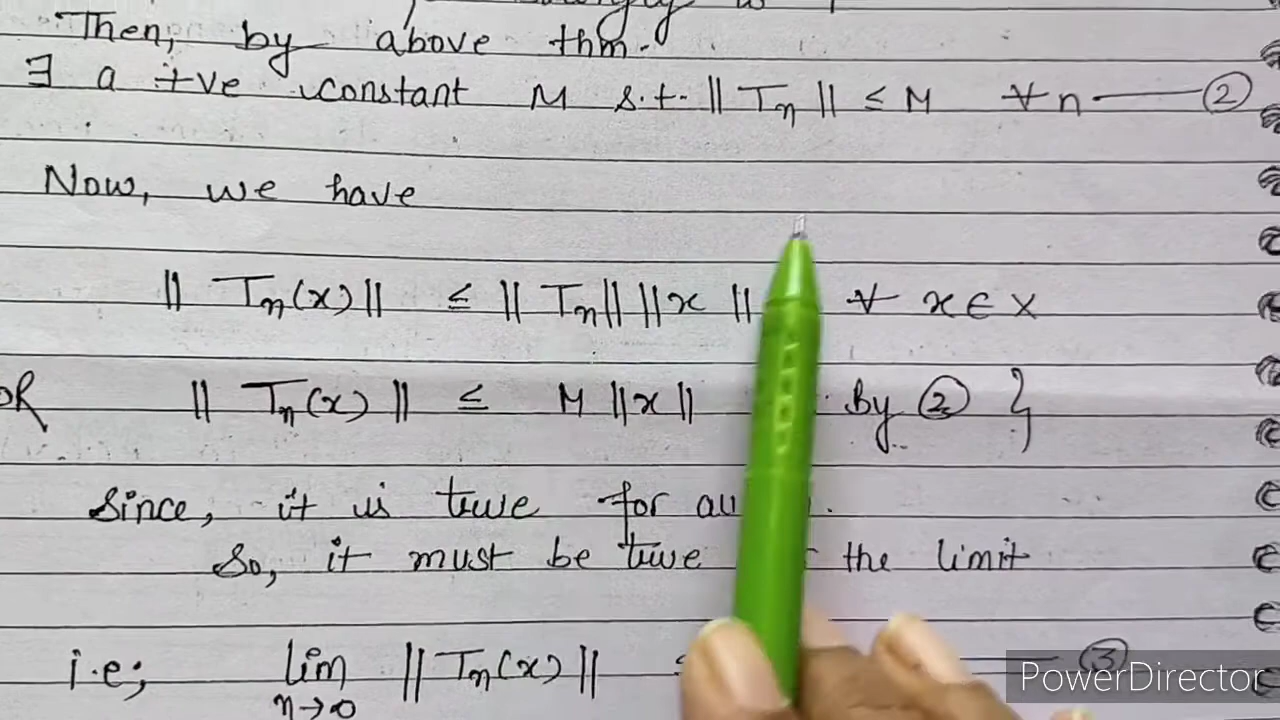 Then, by above thm.
∃ a +ve constant M s.t. || Tn || ≤ M ∀ n —— ②
Now, we have
|| Tn(x) || ≤ || Tn || || x || ∀ x ∈ X
OR || Tn(x) || ≤ M || x || By ② }
Since, it is true for
So, it must be true the limit
i.e; lim n→∞ || Tn(x) || —— ③
PowerDirector